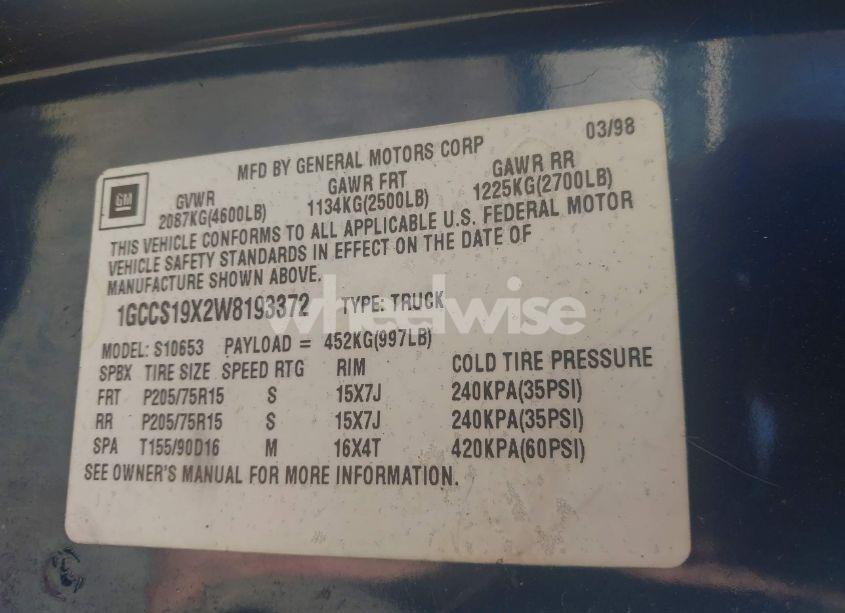 03/98
MFD BY GENERAL MOTORS CORP
GM
GVWR GAWR FRT GAWR RR
2087KG(4600LB) 1134KG(2500LB) 1225KG(2700LB)
THIS VEHICLE CONFORMS TO ALL APPLICABLE U.S. FEDERAL MOTOR
VEHICLE SAFETY STANDARDS IN EFFECT ON THE DATE OF
MANUFACTURE SHOWN ABOVE.
1GCCS19X2W8193372 TYPE: TRUCK
wheelwise
MODEL: S10653 PAYLOAD = 452KG(997LB)
SPBX TIRE SIZE SPEED RTG RIM COLD TIRE PRESSURE
FRT P205/75R15 S 15X7J 240KPA(35PSI)
RR P205/75R15 S 15X7J 240KPA(35PSI)
SPA T155/90D16 M 16X4T 420KPA(60PSI)
SEE OWNER'S MANUAL FOR MORE INFORMATION.